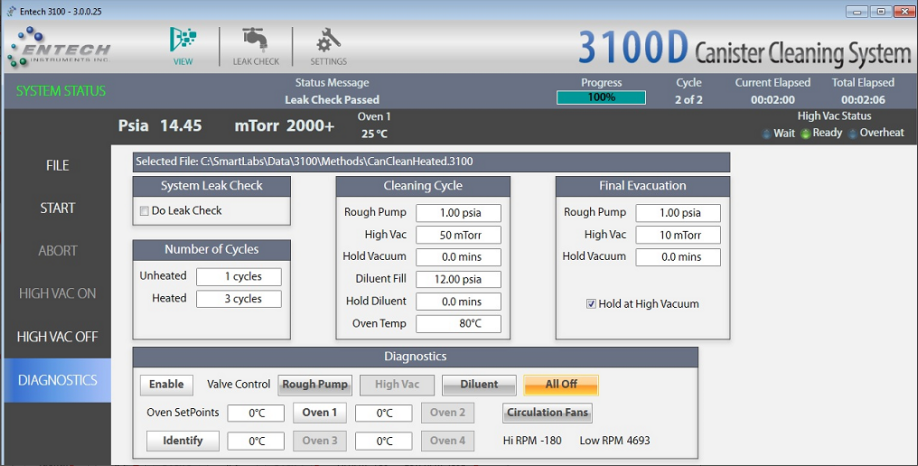 Entech 3100 - 3.0.0.25
ENTECH
INSTRUMENTS INC.
VIEW
LEAK CHECK
SETTINGS
3100D Canister Cleaning System
SYSTEM STATUS
Status Message
Leak Check Passed
Progress
100%
Cycle
2 of 2
Current Elapsed
00:02:00
Total Elapsed
00:02:06
Psia 14.45
mTorr 2000+
Oven 1
25 °C
High Vac Status
Wait Ready Overheat
FILE
START
ABORT
HIGH VAC ON
HIGH VAC OFF
DIAGNOSTICS
Selected File: C:\SmartLabs\Data\3100\Methods\CanCleanHeated.3100
System Leak Check
Do Leak Check
Number of Cycles
Unheated 1 cycles
Heated 3 cycles
Cleaning Cycle
Rough Pump 1.00 psia
High Vac 50 mTorr
Hold Vacuum 0.0 mins
Diluent Fill 12.00 psia
Hold Diluent 0.0 mins
Oven Temp 80°C
Final Evacuation
Rough Pump 1.00 psia
High Vac 10 mTorr
Hold Vacuum 0.0 mins
Hold at High Vacuum
Diagnostics
Enable Valve Control Rough Pump High Vac Diluent All Off
Oven SetPoints 0°C Oven 1 0°C Oven 2 Circulation Fans
Identify 0°C Oven 3 0°C Oven 4 Hi RPM -180 Low RPM 4693